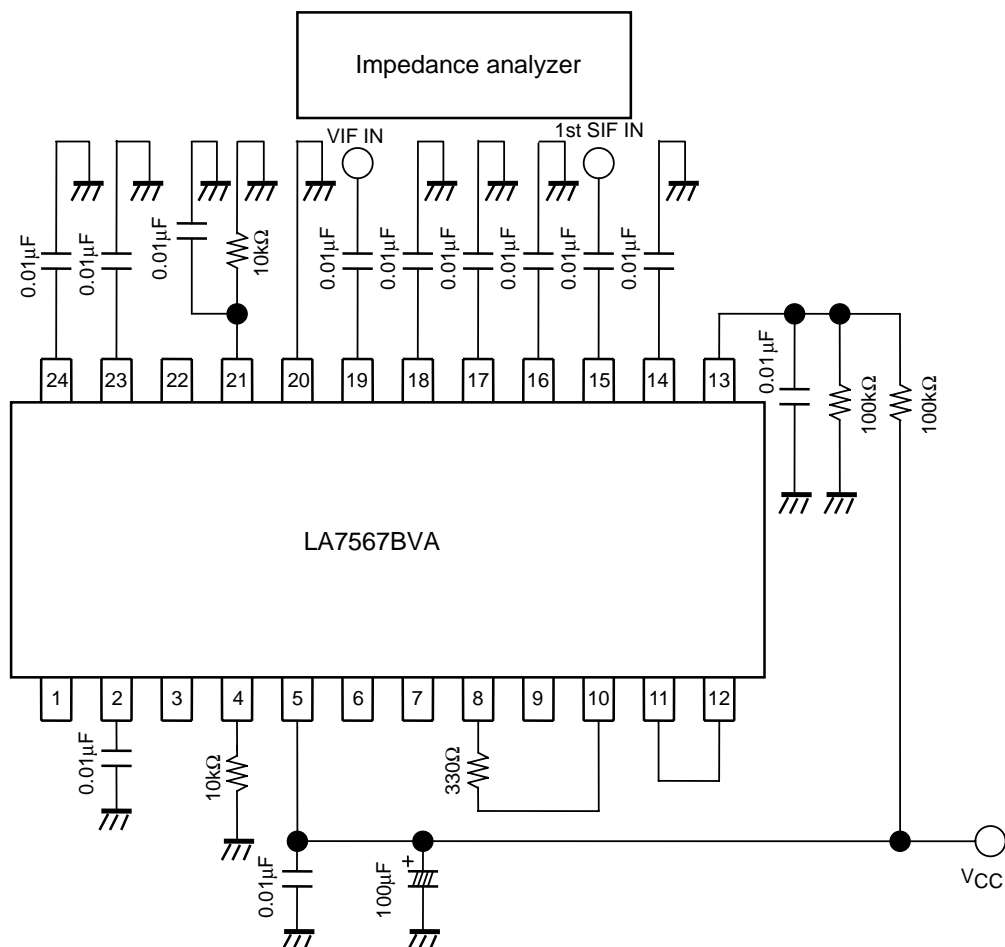 Impedance analyzer
VIF IN
1st SIF IN
0.01µF
0.01µF
0.01µF
10kΩ
0.01µF
0.01µF
0.01µF
0.01µF
0.01µF
0.01µF
24
23
22
21
20
19
18
17
16
15
14
13
0.01µF
100kΩ
100kΩ
LA7567BVA
1
2
3
4
5
6
7
8
9
10
11
12
0.01µF
10kΩ
330Ω
0.01µF
+
100µF
VCC